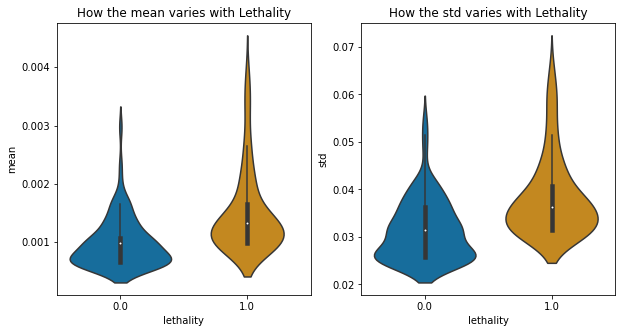 How the mean varies with Lethality
How the std varies with Lethality
0.004
0.003
0.002
0.001
mean
0.0
1.0
lethality
0.07
0.06
0.05
0.04
0.03
0.02
std
0.0
1.0
lethality